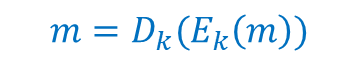 m = D_k(E_k(m))